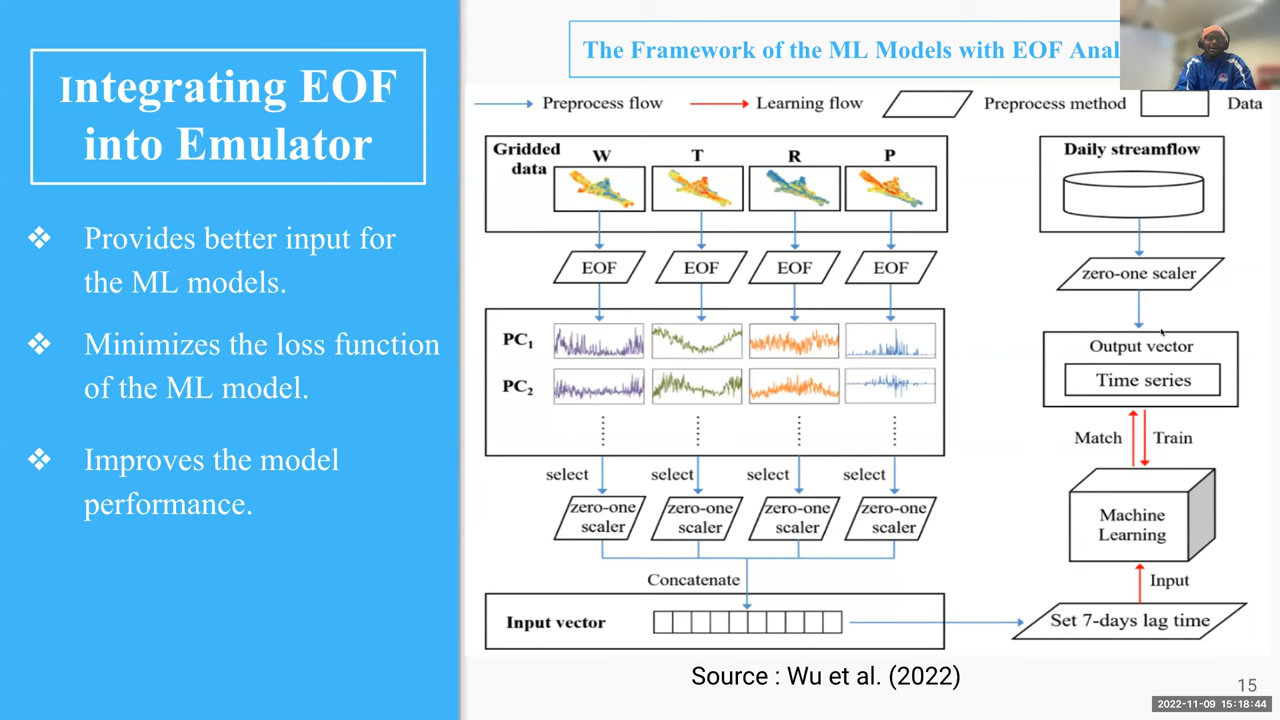 Integrating EOF
into Emulator
❖ Provides better input for
the ML models.
❖ Minimizes the loss function
of the ML model.
❖ Improves the model
performance.
The Framework of the ML Models with EOF Anal
Preprocess flow
Learning flow
Preprocess method
Data
Gridded
data
W
T
R
P
EOF
EOF
EOF
EOF
PC1
PC2
select
select
select
select
zero-one
scaler
zero-one
scaler
zero-one
scaler
zero-one
scaler
Concatenate
Input vector
Daily streamflow
zero-one scaler
Output vector
Time series
Match
Train
Machine
Learning
Input
Set 7-days lag time
Source : Wu et al. (2022)
15
2022-11-09 15:18:44